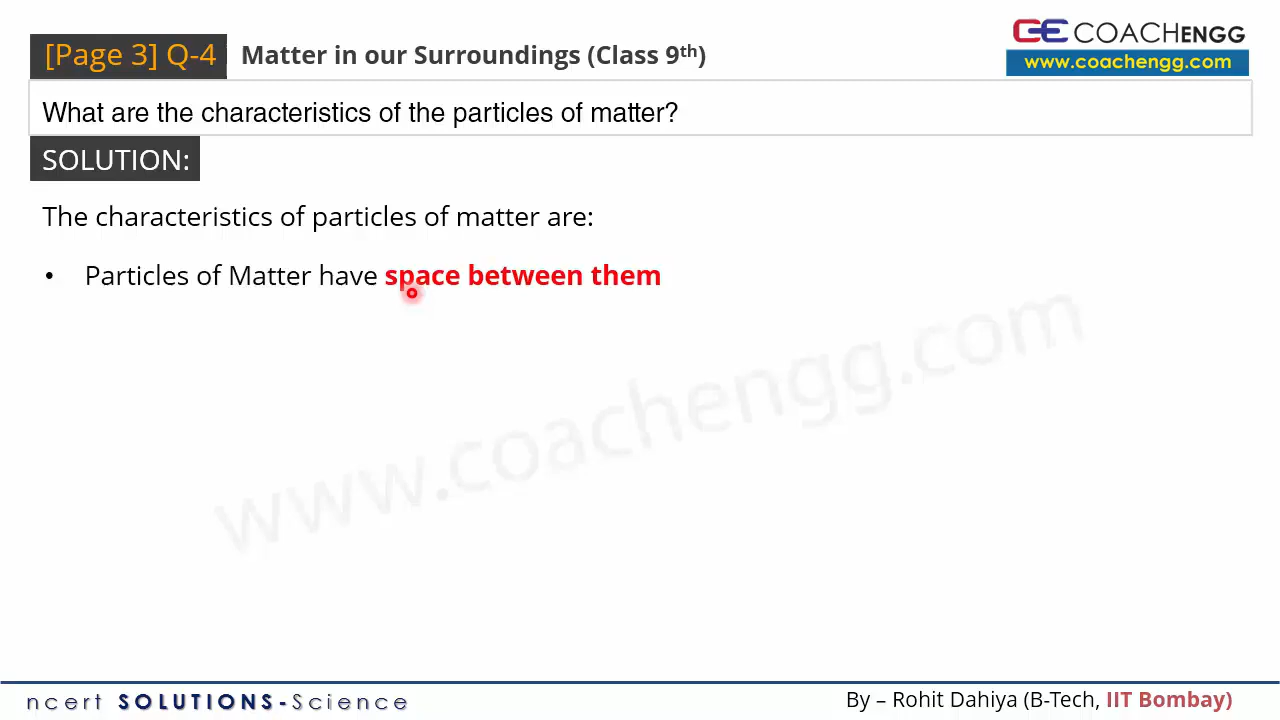 [Page 3] Q-4 Matter in our Surroundings (Class 9th)
GE COACHENGG
www.coachengg.com
What are the characteristics of the particles of matter?
SOLUTION:
The characteristics of particles of matter are:
• Particles of Matter have space between them
www.coachengg.com
ncert SOLUTIONS-Science
By – Rohit Dahiya (B-Tech, IIT Bombay)